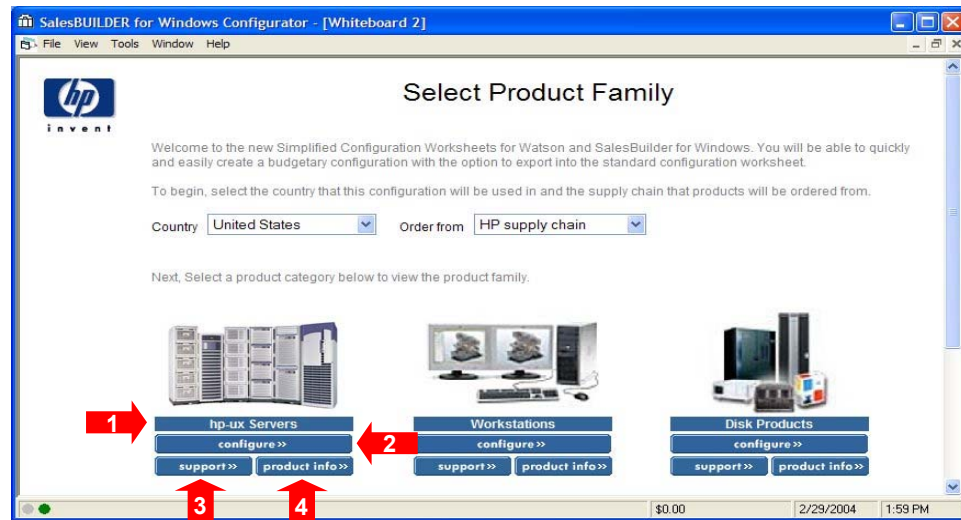 SalesBUILDER for Windows Configurator - [Whiteboard 2]
File View Tools Window Help
hp
invent
Select Product Family
Welcome to the new Simplified Configuration Worksheets for Watson and SalesBuilder for Windows. You will be able to quickly
and easily create a budgetary configuration with the option to export into the standard configuration worksheet.
To begin, select the country that this configuration will be used in and the supply chain that products will be ordered from.
Country United States Order from HP supply chain
Next, Select a product category below to view the product family.
1 hp-ux Servers Workstations Disk Products
configure» 2 configure» configure»
support» product info» support» product info» support» product info»
3 4
$0.00 2/29/2004 1:59 PM